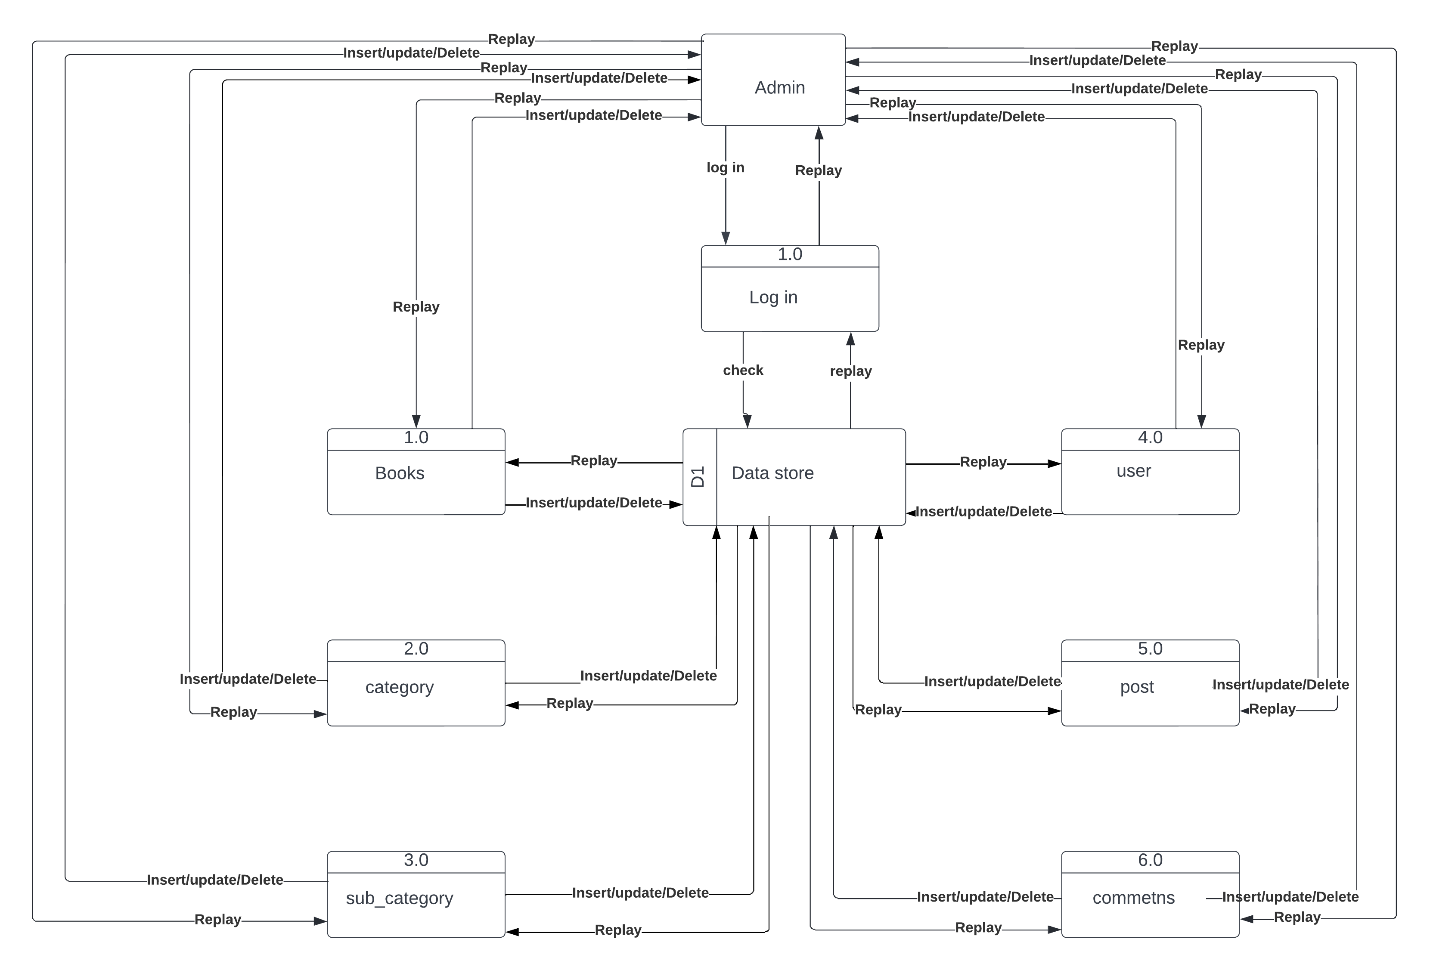 Replay
Replay
Insert/update/Delete
Insert/update/Delete
Replay
Replay
Insert/update/Delete
Admin
Insert/update/Delete
Replay
Replay
Insert/update/Delete
Insert/update/Delete
log in
Replay
1.0
Log in
Replay
Replay
check
replay
1.0
4.0
Books
Replay
D1
Data store
Replay
user
Insert/update/Delete
Insert/update/Delete
2.0
5.0
Insert/update/Delete
category
Insert/update/Delete
Insert/update/Delete
post
Insert/update/Delete
Replay
Replay
Replay
Replay
3.0
6.0
Insert/update/Delete
sub_category
Insert/update/Delete
Insert/update/Delete
commetns
Insert/update/Delete
Replay
Replay
Replay
Replay